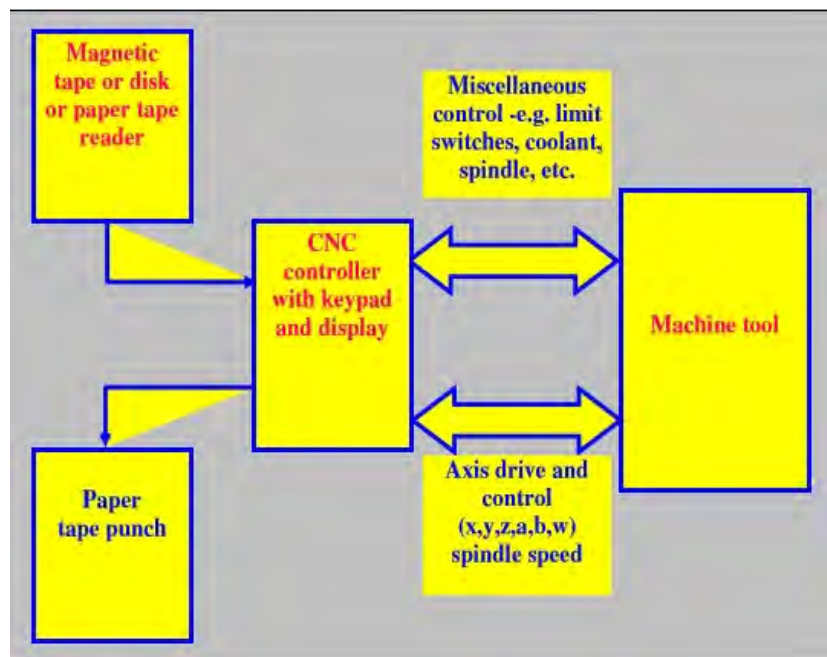 Magnetic
tape or disk
or paper tape
reader
Miscellaneous
control -e.g. limit
switches, coolant,
spindle, etc.
CNC
controller
with keypad
and display
Machine tool
Paper
tape punch
Axis drive and
control
(x,y,z,a,b,w)
spindle speed